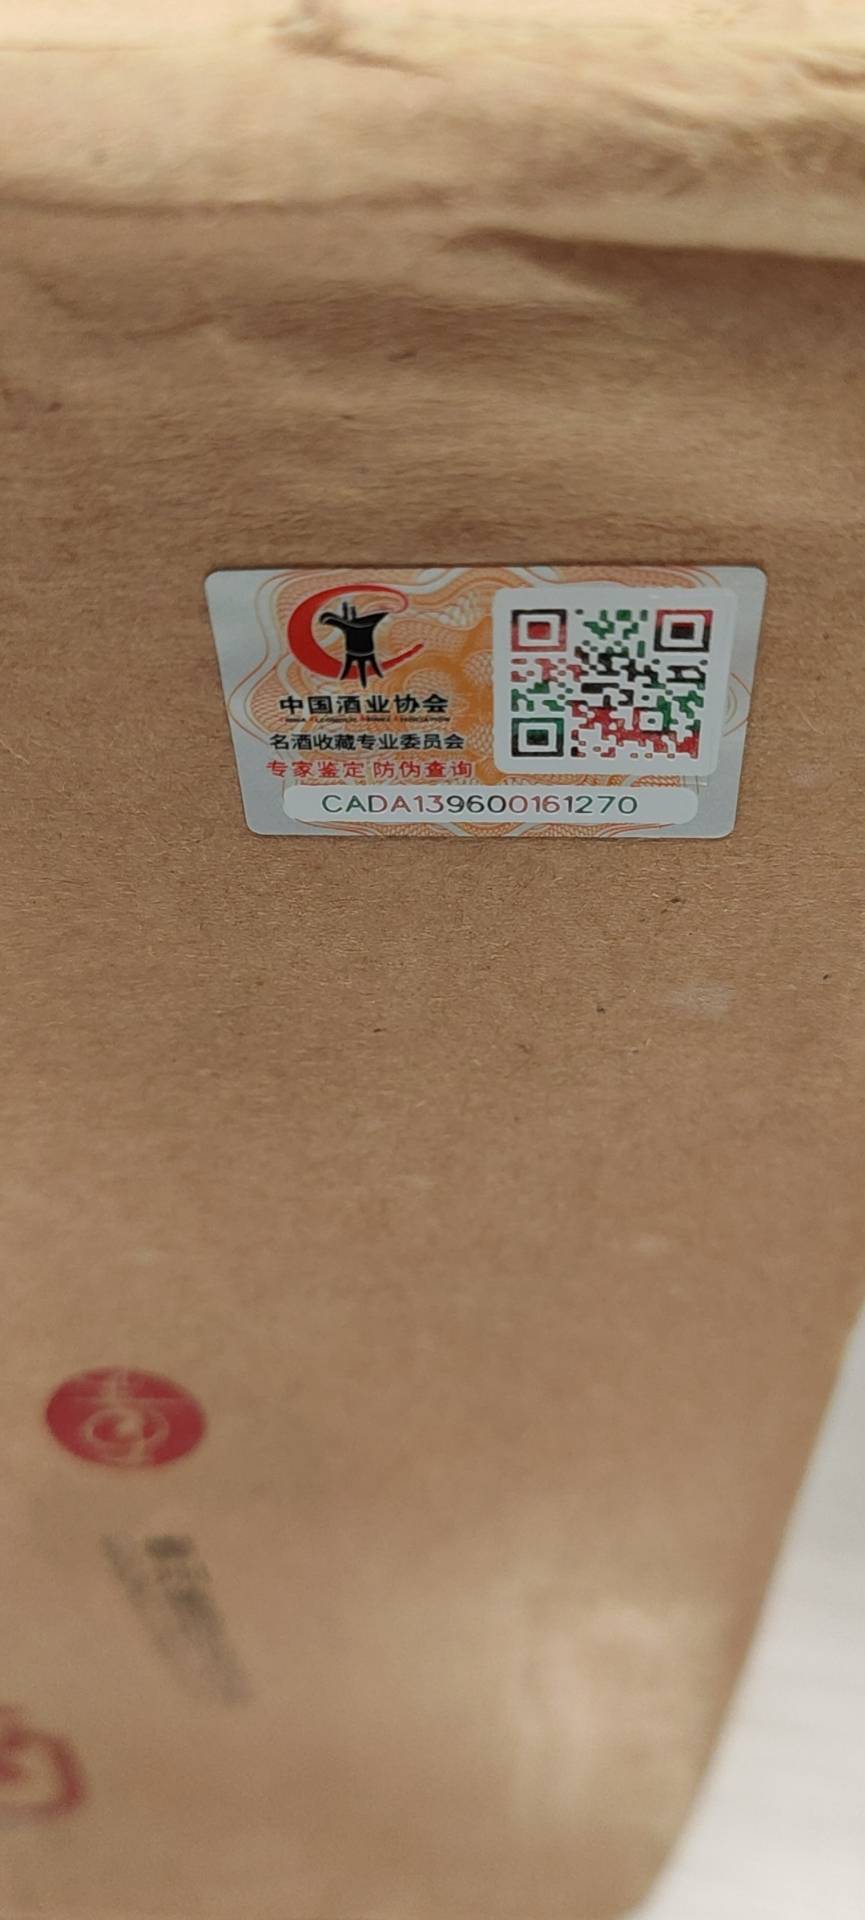 中国酒业协会
名酒收藏专业委员会
专家鉴定 防伪查询
CADA139600161270